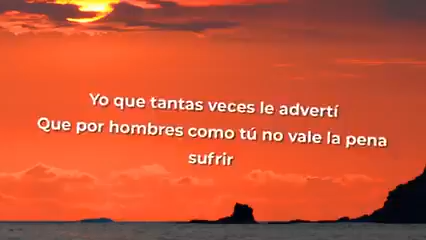 Yo que tantas veces le advertí
Que por hombres como tú no vale la pena
sufrir